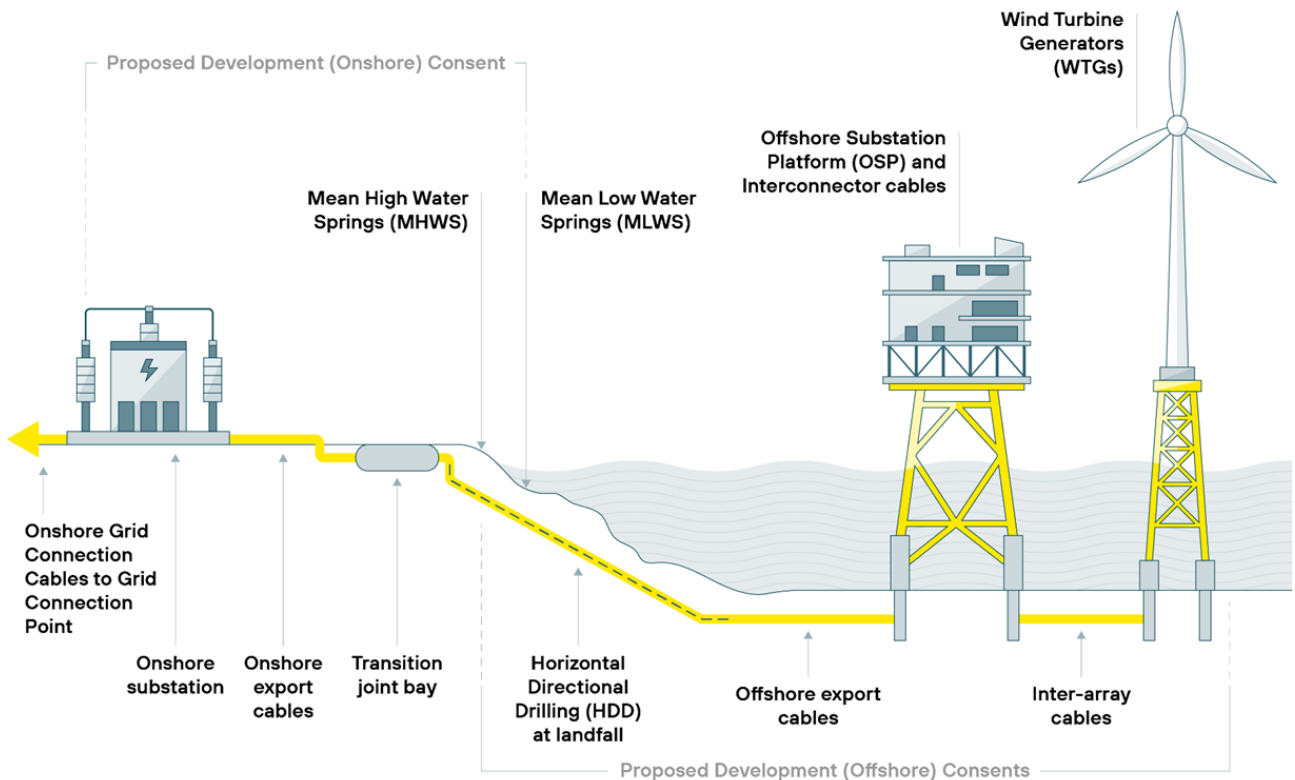 Wind Turbine
Generators
(WTGs)
Proposed Development (Onshore) Consent
Offshore Substation
Platform (OSP) and
Interconnector cables
Mean High Water
Springs (MHWS)
Mean Low Water
Springs (MLWS)
Onshore Grid
Connection
Cables to Grid
Connection
Point
Onshore
substation
Onshore
export
cables
Transition
joint bay
Horizontal
Directional
Drilling (HDD)
at landfall
Offshore export
cables
Inter-array
cables
Proposed Development (Offshore) Consents